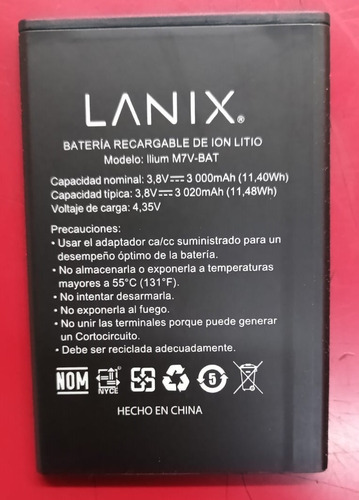 LANIX®
BATERÍA RECARGABLE DE ION LITIO
Modelo: Ilium M7V-BAT
Capacidad nominal: 3,8V⎓3 000mAh (11,40Wh)
Capacidad típica: 3,8V⎓3 020mAh (11,48Wh)
Voltaje de carga: 4,35V
Precauciones:
• Usar el adaptador ca/cc suministrado para un
desempeño óptimo de la batería.
• No almacenarla o exponerla a temperaturas
mayores a 55°C (131°F).
• No intentar desarmarla.
• No exponerla al fuego.
• No unir las terminales porque puede generar
un Cortocircuito.
• Debe ser reciclada adecuadamente.
NOM NYCE 5
HECHO EN CHINA